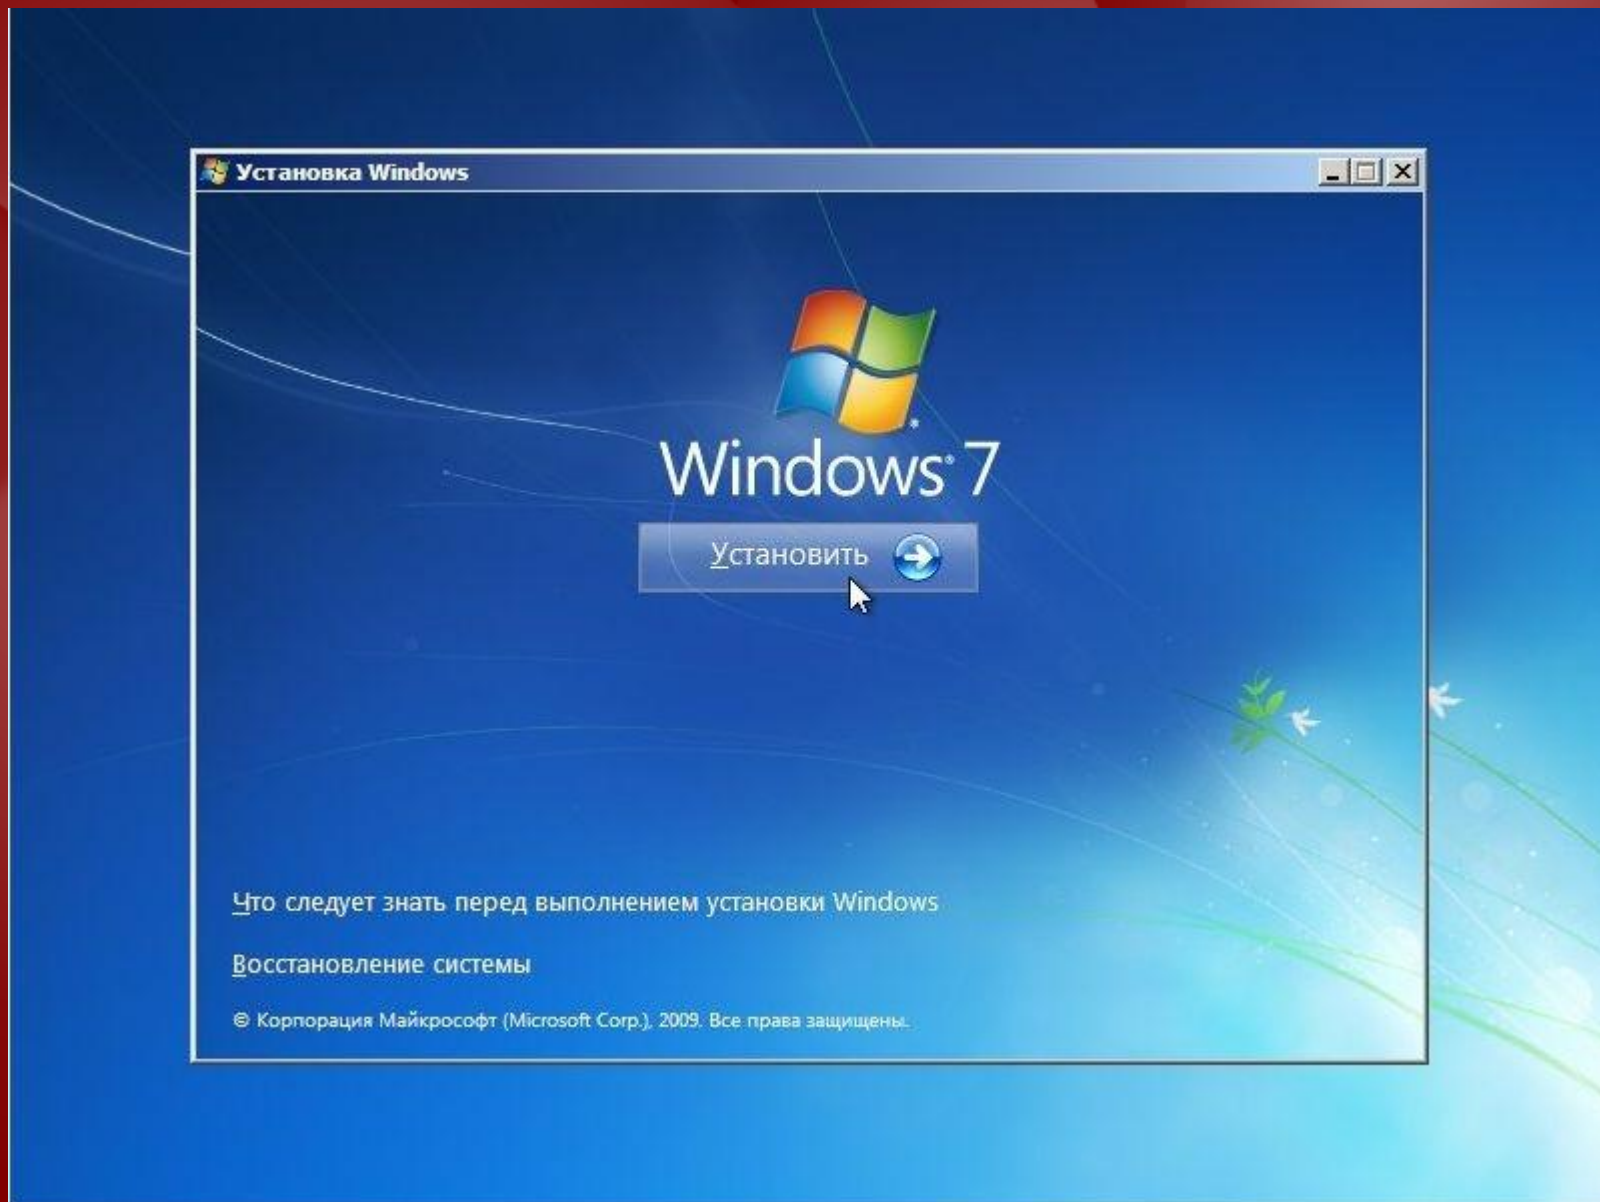 Установка Windows
Windows® 7
Установить
Что следует знать перед выполнением установки Windows
Восстановление системы
© Корпорация Майкрософт (Microsoft Corp.), 2009. Все права защищены.